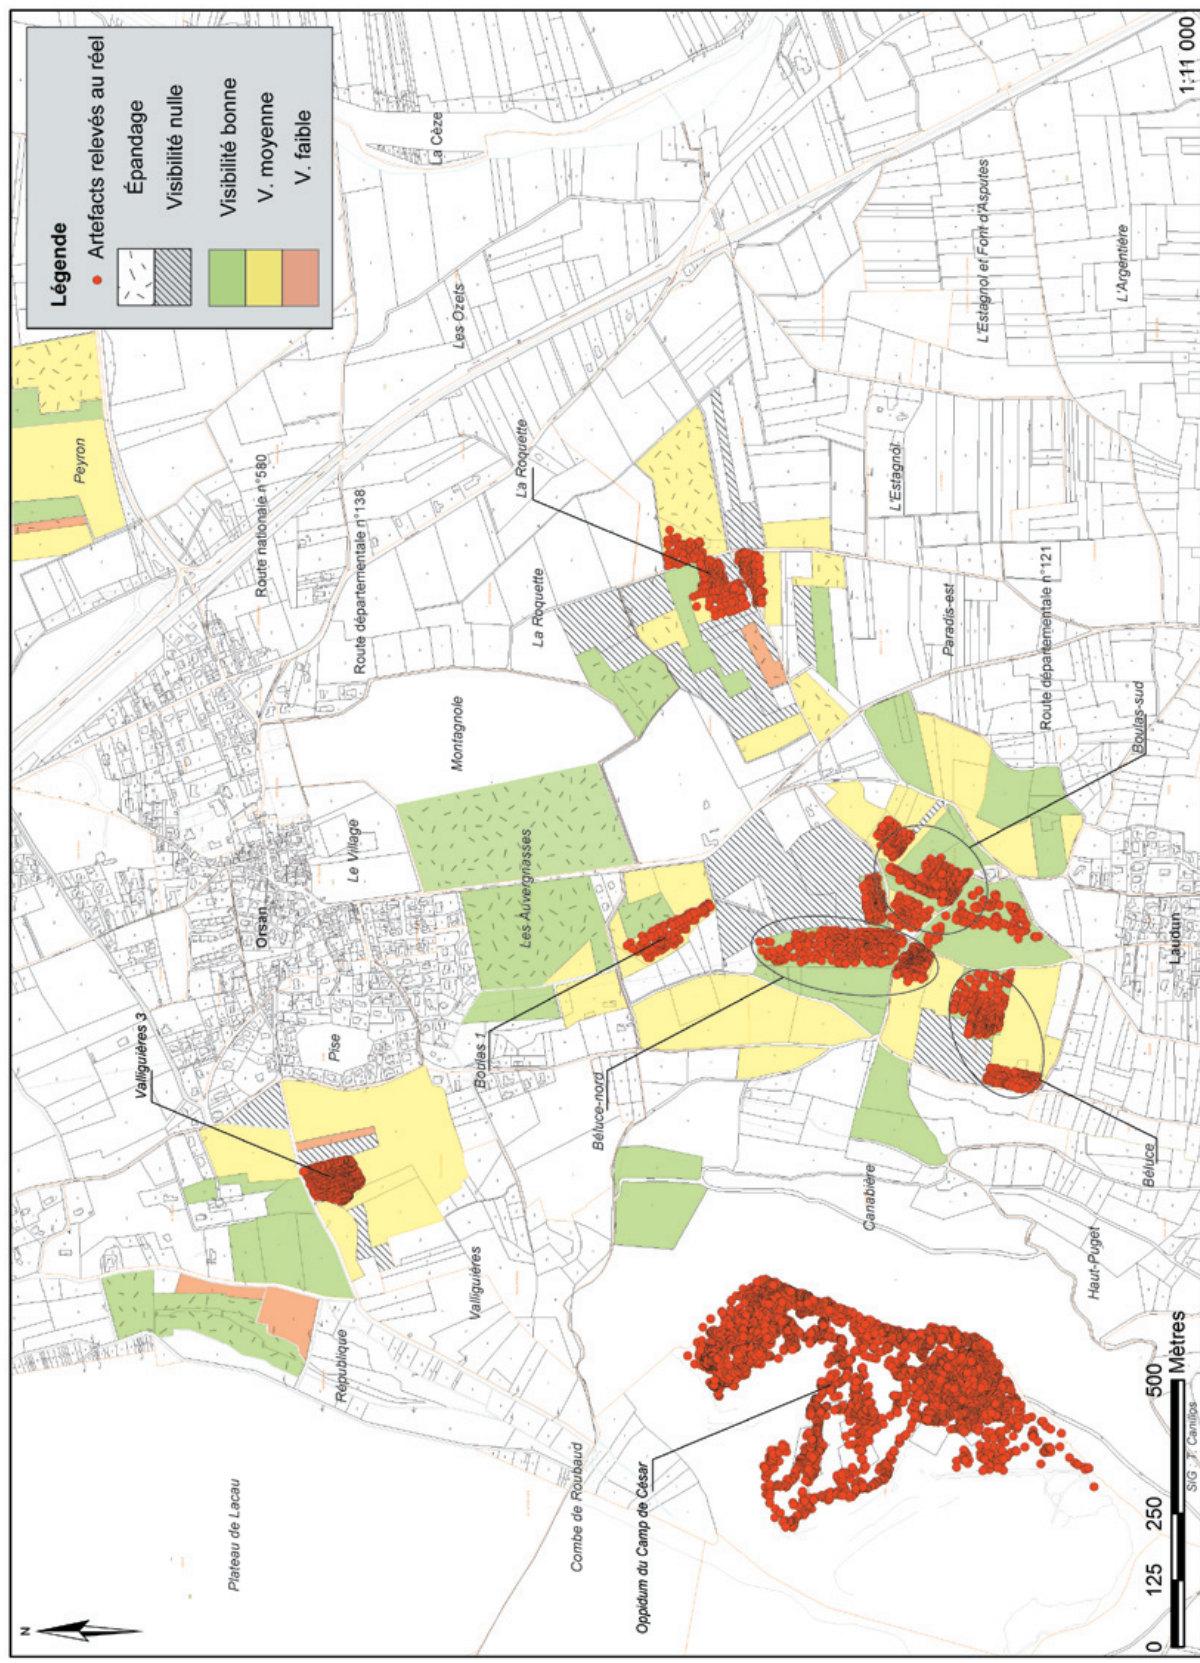 Légende
Artefacts relevés au réel
Épandage
Visibilité nulle
Visibilité bonne
V. moyenne
V. faible
N
Plateau de Lacau
République
Valliguières 3
Pise
Orsan
Le Village
Route nationale n°580
Peyron
Route départementale n°138
La Cèze
Les Ozets
Montagnole
La Roquette
La Roquette
Les Auvergnasses
Valliguières
Boulas 1
Combe de Roubaud
Béluce-nord
Oppidum du Camp de César
Canabière
L'Estagnol
Paradis-est
L'Estagnol et Font d'Asputes
Route départementale n°121
L'Argentière
Boulas-sud
Haut-Puget
Béluce
Laudun
0 125 250 500
Mètres
SIG : T. Canillos
1:11 000